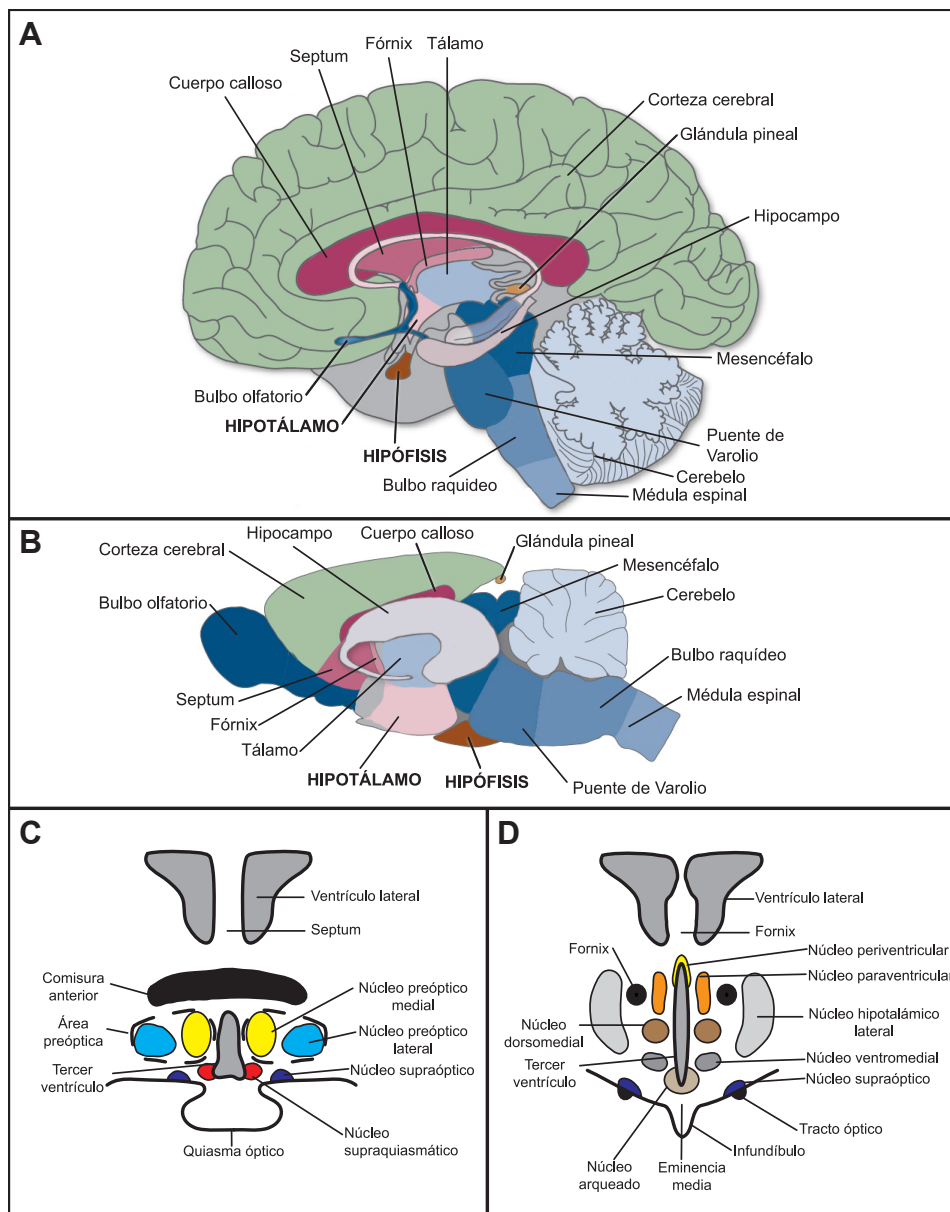 A
Fórnix
Tálamo
Septum
Cuerpo calloso
Corteza cerebral
Glándula pineal
Hipocampo
Mesencéfalo
Bulbo olfatorio
HIPOTÁLAMO
Puente de
Varolio
HIPÓFISIS
Bulbo raquideo
Cerebelo
Médula espinal
B
Hipocampo
Cuerpo calloso
Glándula pineal
Corteza cerebral
Mesencéfalo
Bulbo olfatorio
Cerebelo
Bulbo raquídeo
Septum
Médula espinal
Fórnix
Tálamo
HIPOTÁLAMO
HIPÓFISIS
Puente de Varolio
C
Ventrículo lateral
Septum
Comisura
anterior
Núcleo preóptico
medial
Área
preóptica
Núcleo preóptico
lateral
Tercer
ventrículo
Núcleo supraóptico
Quiasma óptico
Núcleo
supraquiasmático
D
Ventrículo lateral
Fornix
Fornix
Núcleo periventricular
Núcleo paraventricular
Núcleo hipotalámico
lateral
Núcleo
dorsomedial
Tercer
ventrículo
Núcleo ventromedial
Núcleo supraóptico
Tracto óptico
Infundíbulo
Núcleo
arqueado
Eminencia
media